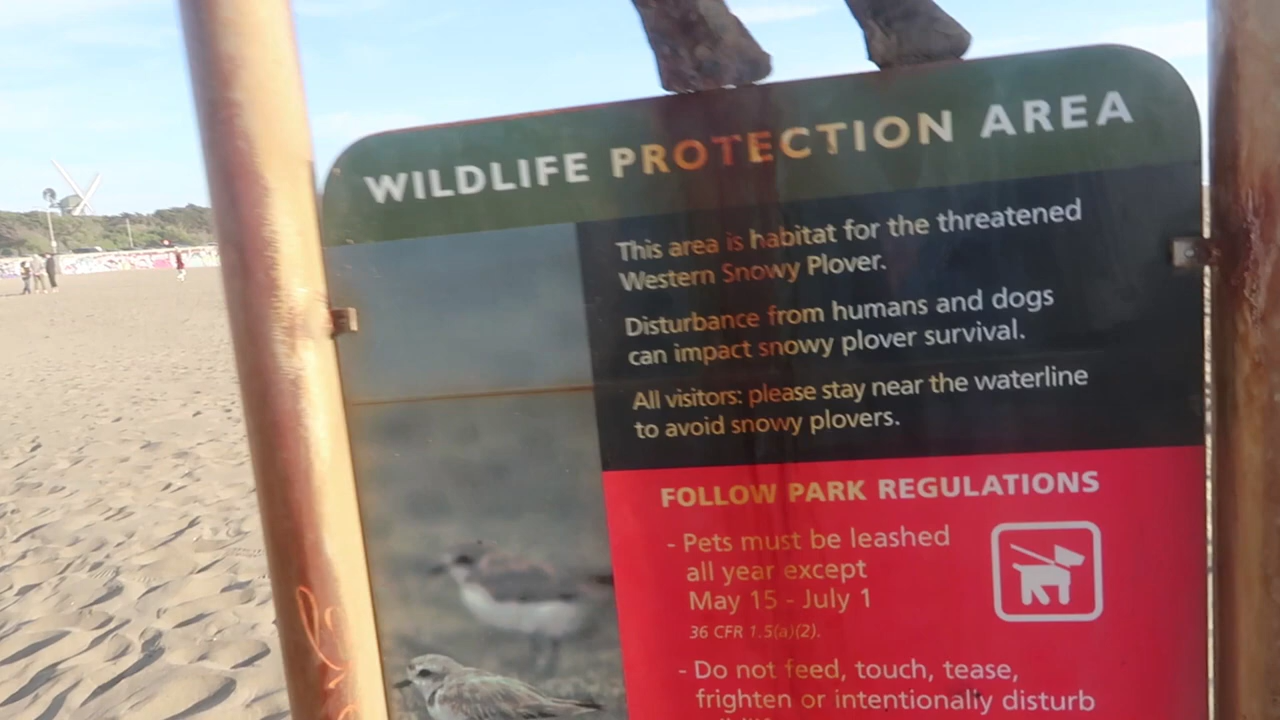 WILDLIFE PROTECTION AREA
This area is habitat for the threatened
Western Snowy Plover.
Disturbance from humans and dogs
can impact snowy plover survival.
All visitors: please stay near the waterline
to avoid snowy plovers.
FOLLOW PARK REGULATIONS
- Pets must be leashed
all year except
May 15 - July 1
36 CFR 1.5(a)(2).
- Do not feed, touch, tease,
frighten or intentionally disturb